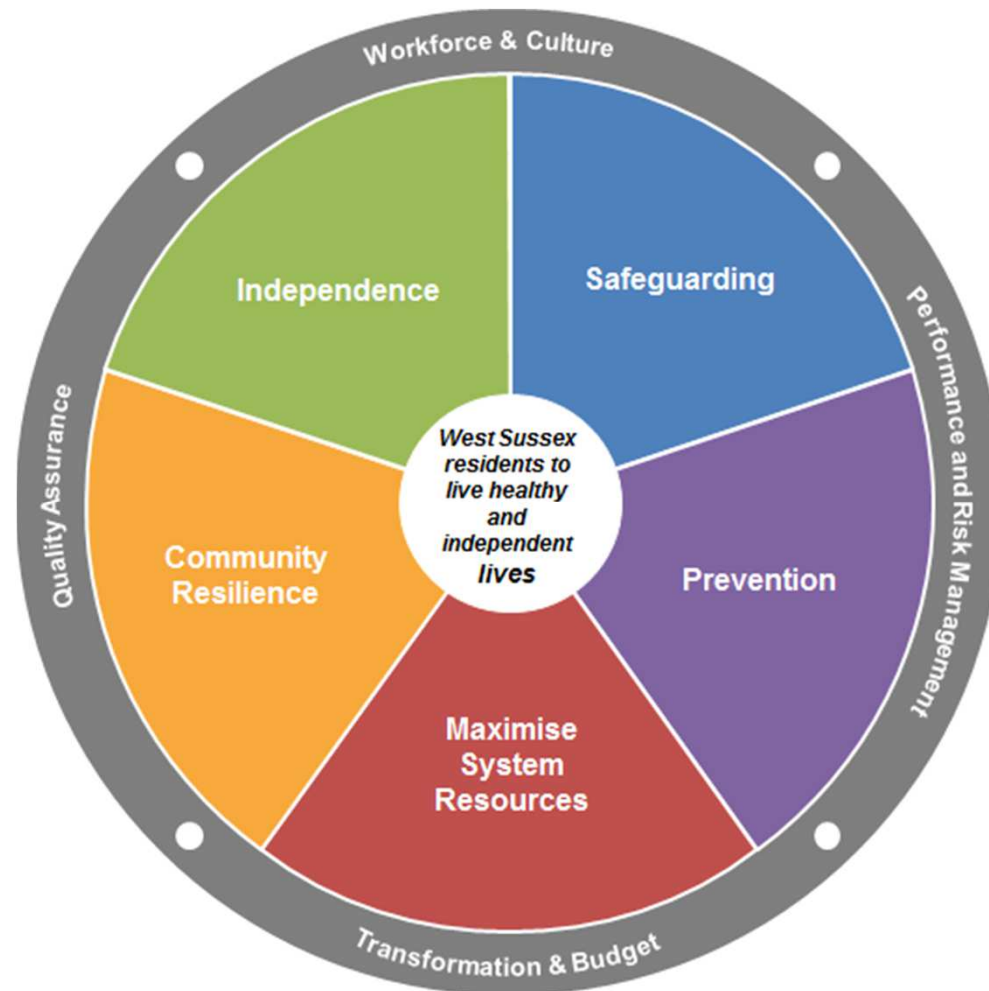 Workforce & Culture
Independence
Safeguarding
Performance and Risk Management
Quality Assurance
West Sussex
residents to
live healthy
and
independent
lives
Community
Resilience
Prevention
Maximise
System
Resources
Transformation & Budget